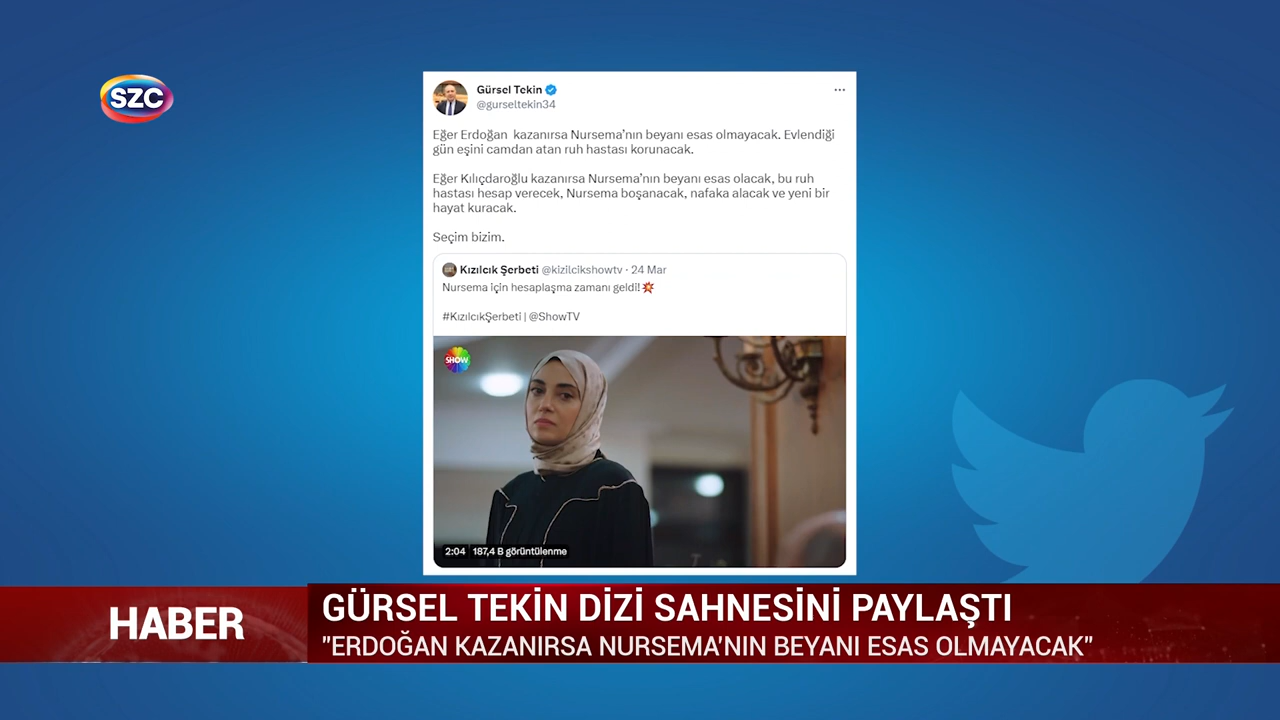 SZC
Gürsel Tekin
@gurseltekin34
Eğer Erdoğan kazanırsa Nursema'nın beyanı esas olmayacak. Evlendiği
gün eşini camdan atan ruh hastası korunacak.
Eğer Kılıçdaroğlu kazanırsa Nursema'nın beyanı esas olacak, bu ruh
hastası hesap verecek, Nursema boşanacak, nafaka alacak ve yeni bir
hayat kuracak.
Seçim bizim.
Kızılcık Şerbeti @kizilcikshowtv · 24 Mar
Nursema için hesaplaşma zamanı geldi!💥
#KızılcıkŞerbeti | @ShowTV
SHOW
2:04 187,4 B görüntülenme
HABER
GÜRSEL TEKİN DİZİ SAHNESİNİ PAYLAŞTI
"ERDOĞAN KAZANIRSA NURSEMA'NIN BEYANI ESAS OLMAYACAK"